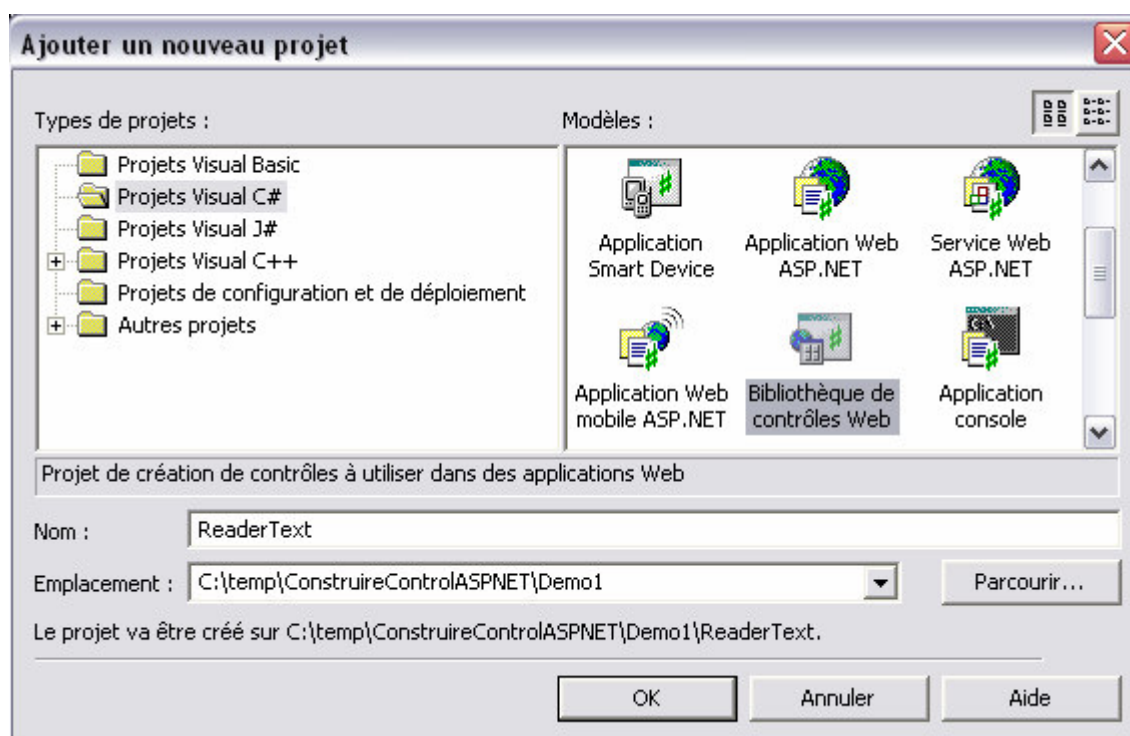 Ajouter un nouveau projet
Types de projets :
Modèles :
Projets Visual Basic
Projets Visual C#
Projets Visual J#
Projets Visual C++
Projets de configuration et de déploiement
Autres projets
Application
Smart Device
Application Web
ASP.NET
Service Web
ASP.NET
Application Web
mobile ASP.NET
Bibliothèque de
contrôles Web
Application
console
Projet de création de contrôles à utiliser dans des applications Web
Nom :
ReaderText
Emplacement :
C:\temp\ConstruireControlASPNET\Demo1
Parcourir...
Le projet va être créé sur C:\temp\ConstruireControlASPNET\Demo1\ReaderText.
OK
Annuler
Aide